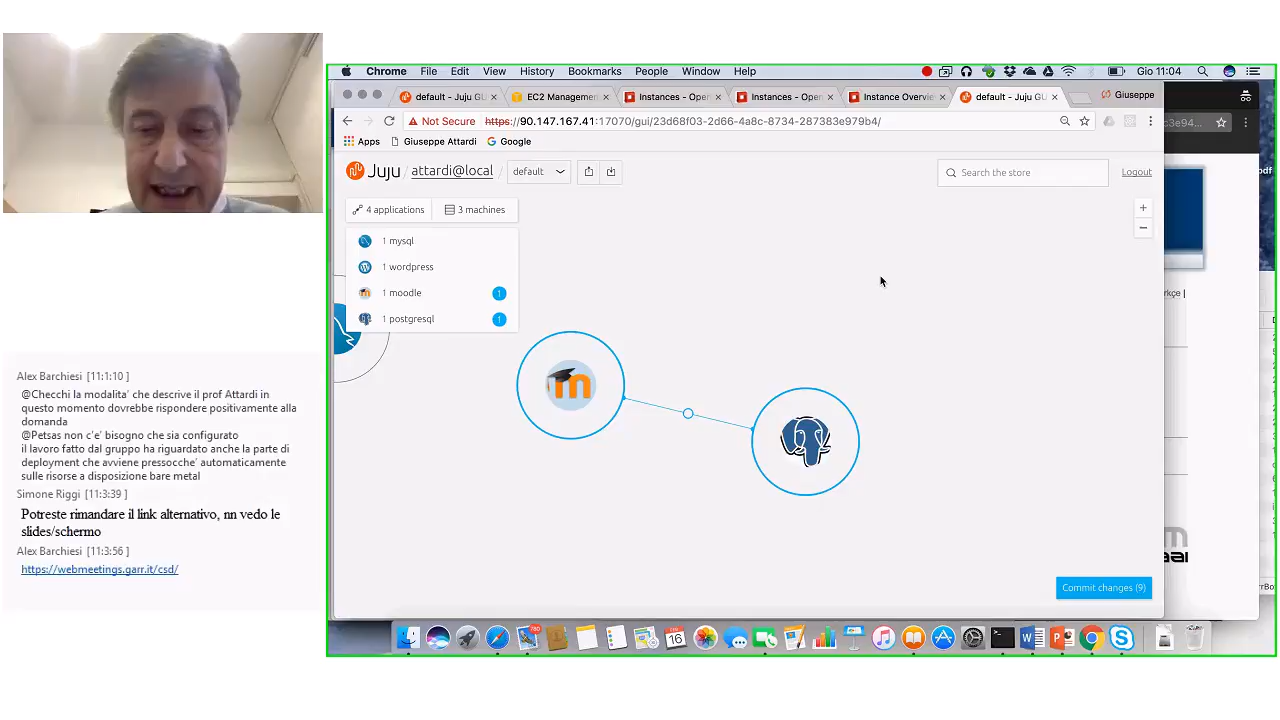 Chrome File Edit View History Bookmarks People Window Help Gio 11:04
default - Juju GU EC2 Managemen Instances - Open Instances - Open Instance Overvie default - Juju GU Giuseppe
Not Secure https://90.147.167.41:17070/gui/23d68f03-2d66-4a8c-8734-287383e979b4/
Apps Giuseppe Attardi Google
Juju / attardi@local default Search the store Logout
4 applications 3 machines
1 mysql
1 wordpress
1 moodle 1
1 postgresql 1
Commit changes (9)
Alex Barchiesi [11:1:10]
@Checchi la modalita' che descrive il prof Attardi in
questo momento dovrebbe rispondere positivamente alla
domanda
@Petsas non c'e' bisogno che sia configurato
il lavoro fatto dal gruppo ha riguardato anche la parte di
deployment che avviene pressocche' automaticamente
sulle risorse a disposizione bare metal
Simone Riggi [11:3:39]
Potreste rimandare il link alternativo, nn vedo le
slides/schermo
Alex Barchiesi [11:3:56]
https://webmeetings.garr.it/csd/